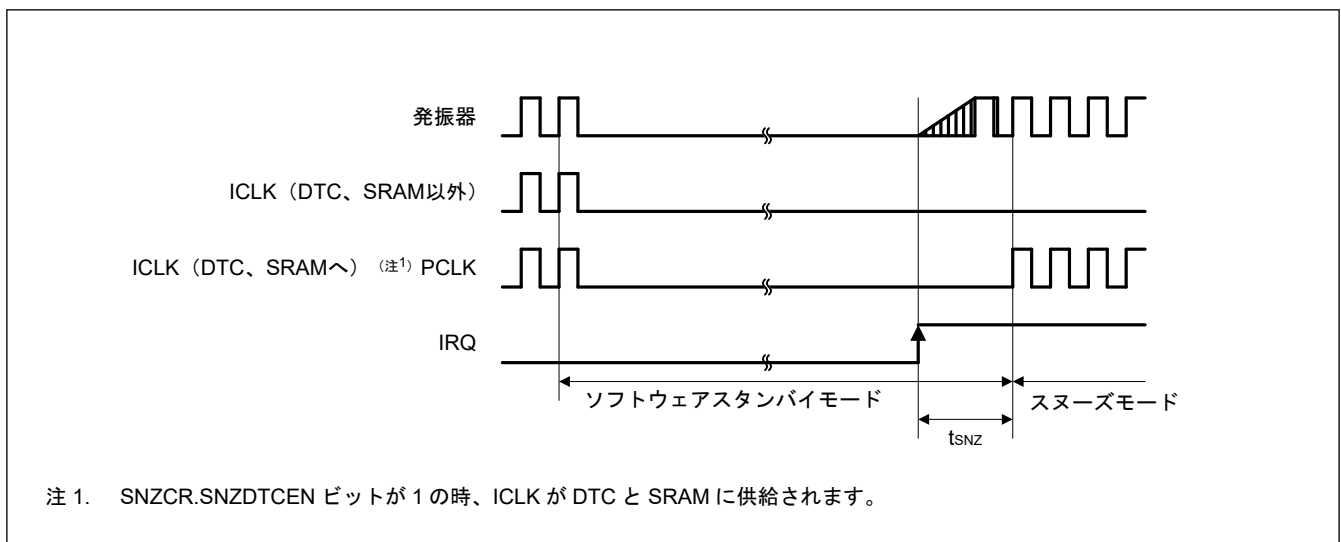 発振器
ICLK（DTC、SRAM以外）
ICLK（DTC、SRAMへ）（注1）PCLK
IRQ
ソフトウェアスタンバイモード
スヌーズモード
tSNZ
注 1. SNZCR.SNZDTCEN ビットが 1 の時、ICLK が DTC と SRAM に供給されます。